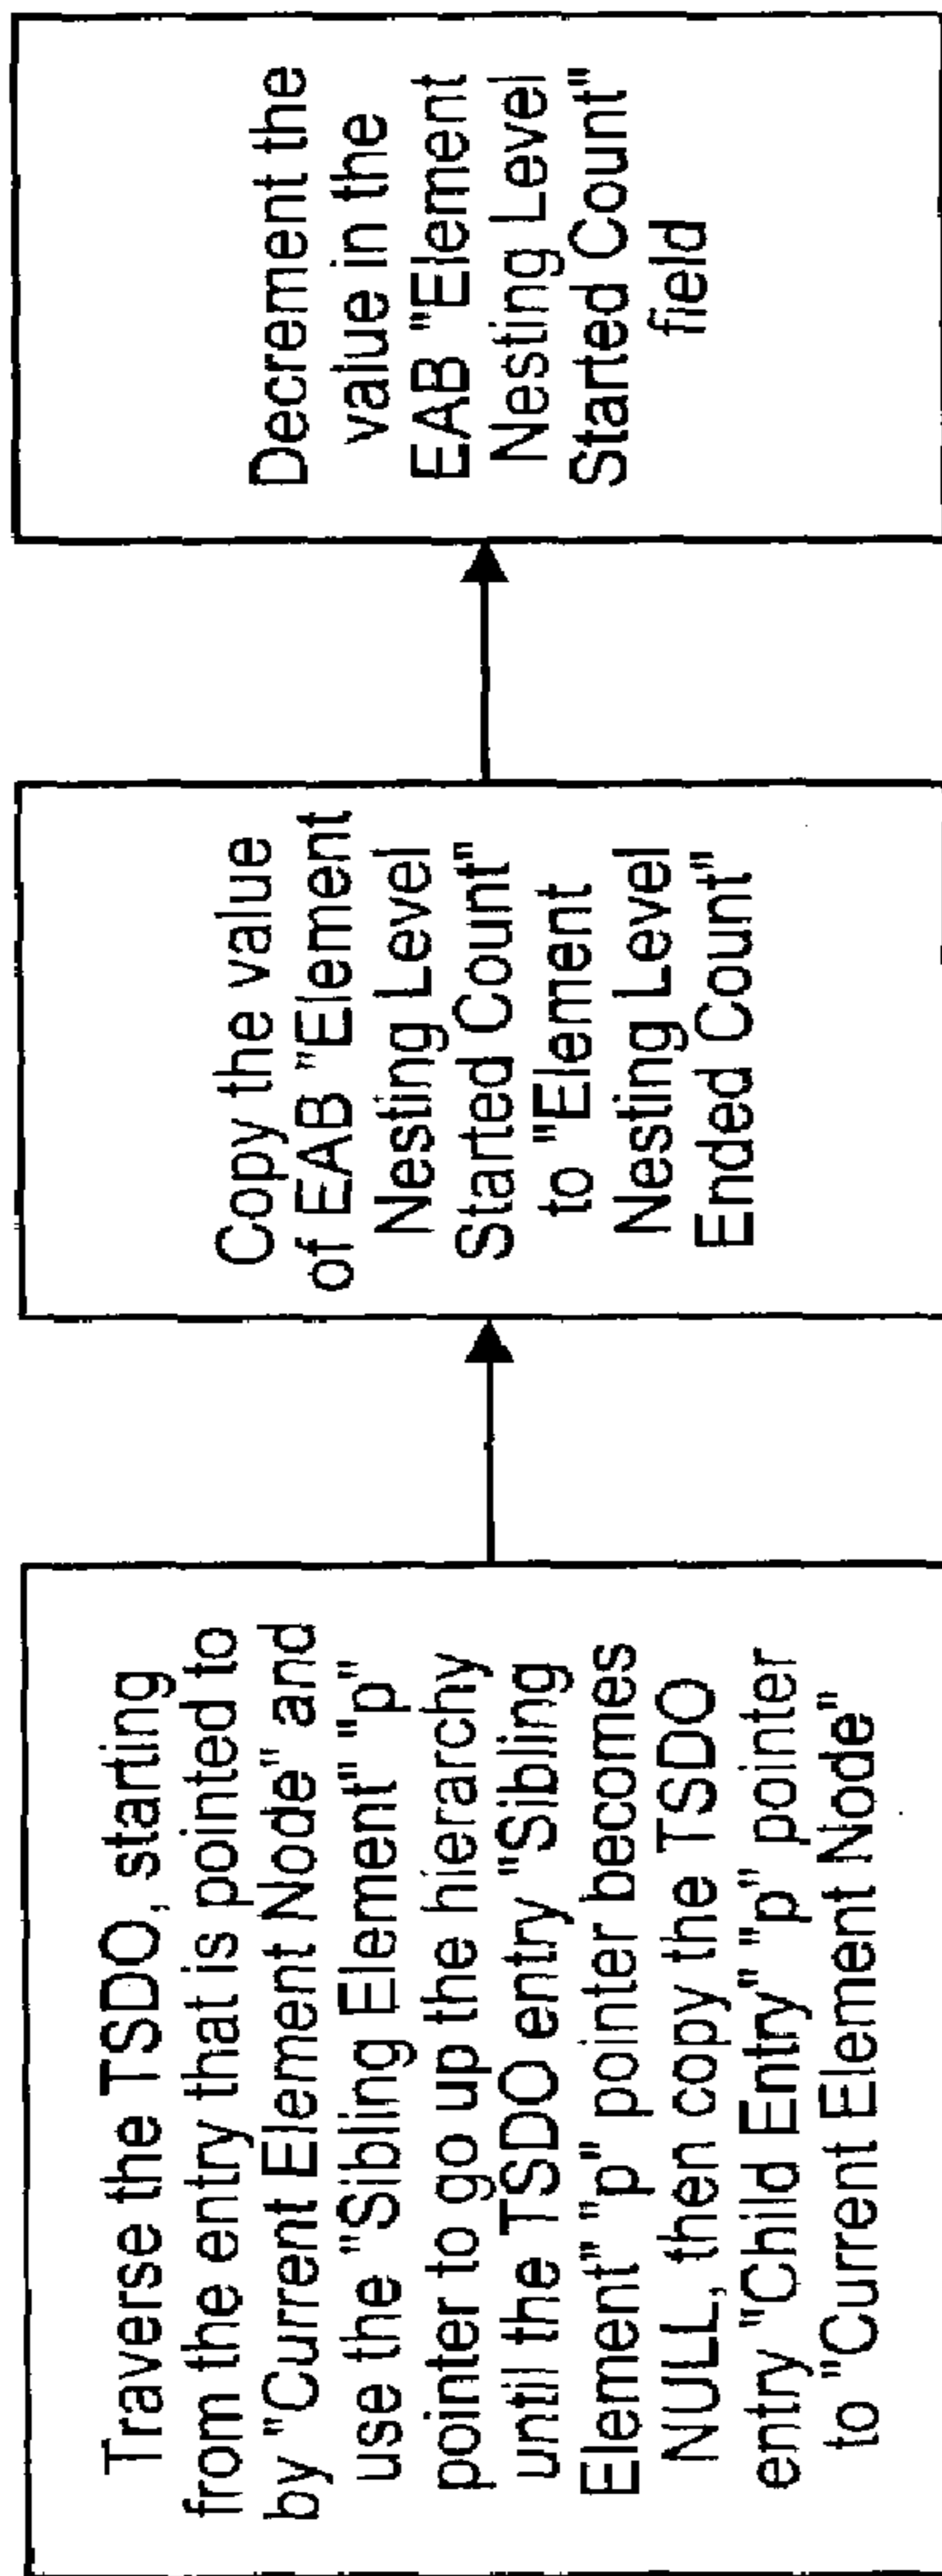 Traverse the TSDO, starting
from the entry that is pointed to
by "Current Element Node" and
use the "Sibling Element" "p"
pointer to go up the hierarchy
until the TSDO entry "Sibling
Element" "p" pointer becomes
NULL, then copy the TSDO
entry "Child Entry" "p" pointer
to "Current Element Node"
Copy the value
of EAB "Element
Nesting Level
Started Count"
to "Element
Nesting Level
Ended Count"
Decrement the
value in the
EAB "Element
Nesting Level
Started Count"
field